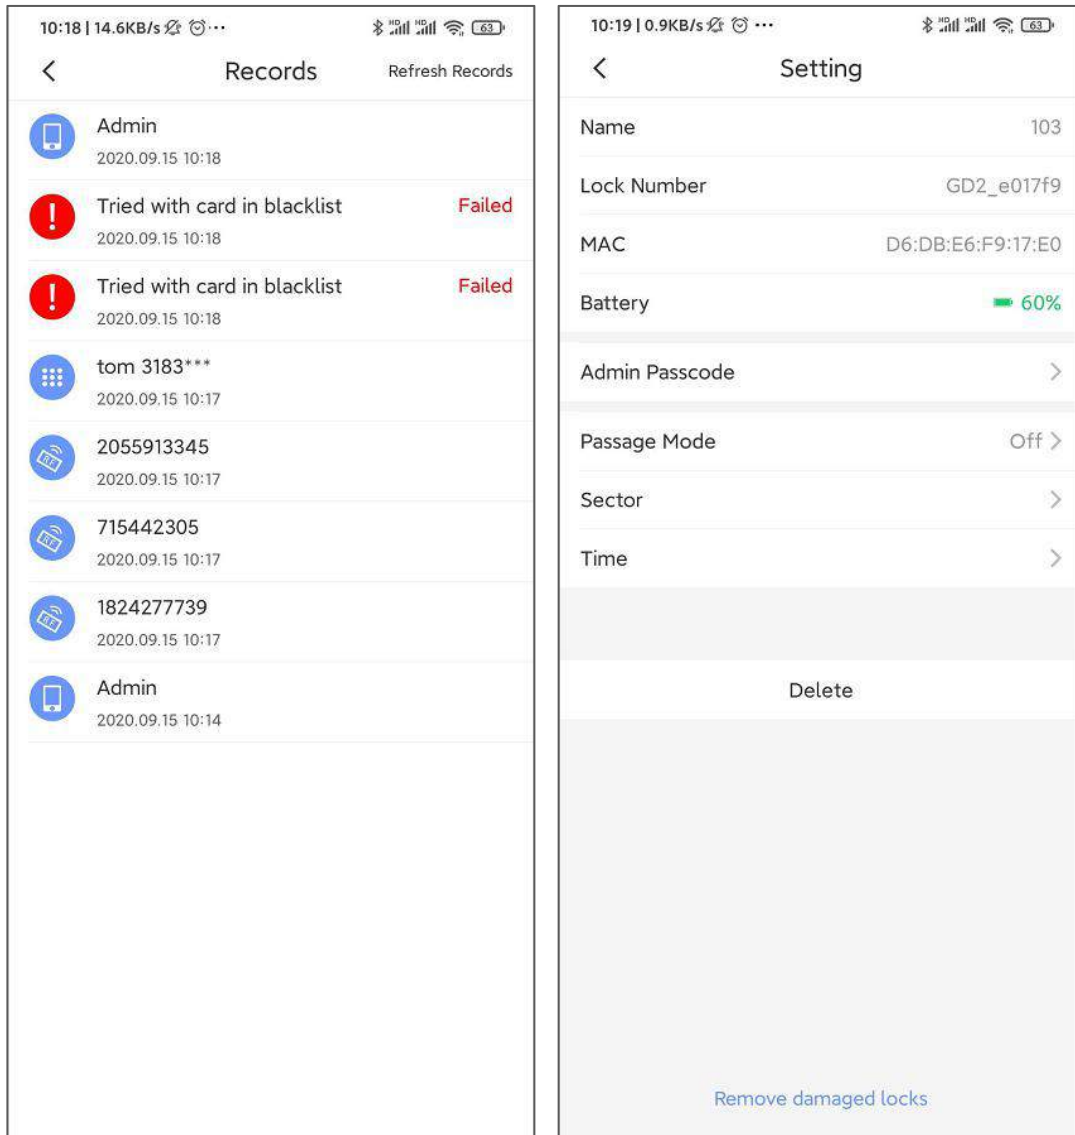 10:18 | 14.6KB/s ...
63
Records
Refresh Records
Admin
2020.09.15 10:18
Tried with card in blacklist
Failed
2020.09.15 10:18
Tried with card in blacklist
Failed
2020.09.15 10:18
tom 3183***
2020.09.15 10:17
RF
2055913345
2020.09.15 10:17
RF
715442305
2020.09.15 10:17
RF
1824277739
2020.09.15 10:17
Admin
2020.09.15 10:14
10:19 | 0.9KB/s ...
63
Setting
Name 103
Lock Number GD2_e017f9
MAC D6:DB:E6:F9:17:E0
Battery 60%
Admin Passcode
Passage Mode Off
Sector
Time
Delete
Remove damaged locks